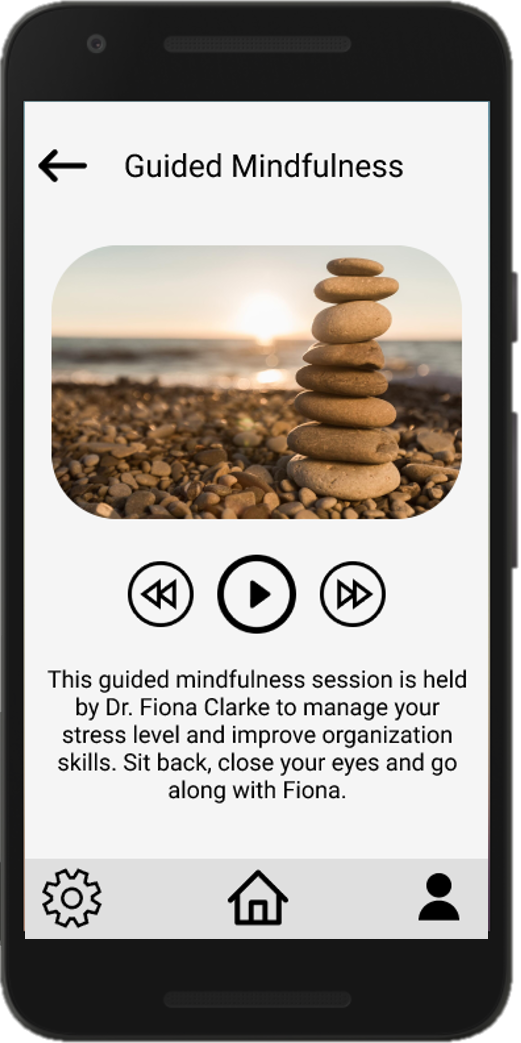 Guided Mindfulness
This guided mindfulness session is held
by Dr. Fiona Clarke to manage your
stress level and improve organization
skills. Sit back, close your eyes and go
along with Fiona.